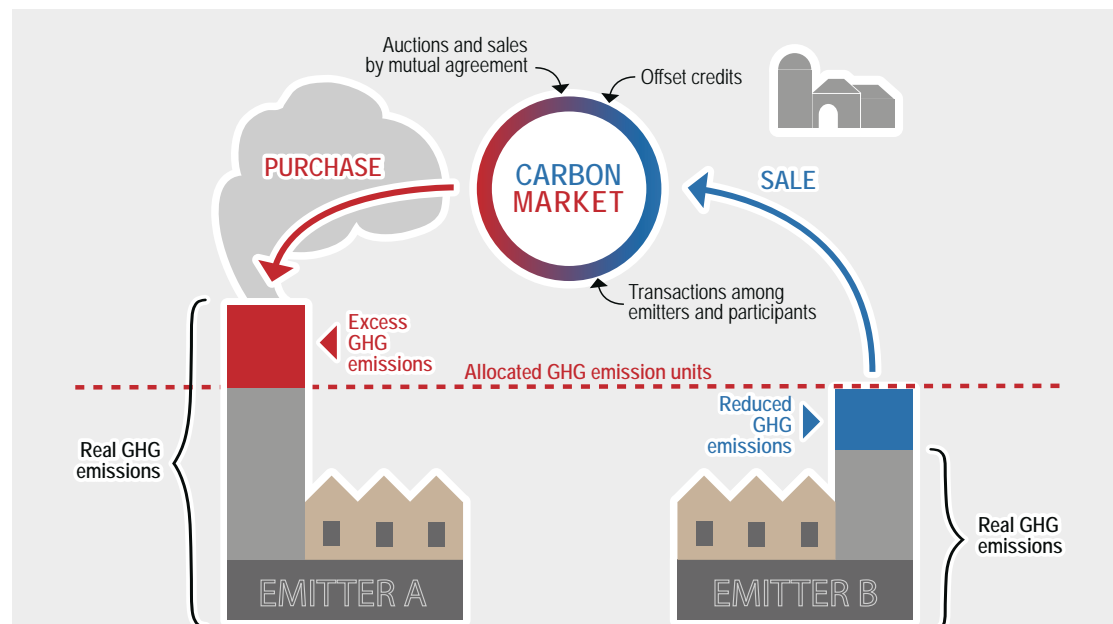 Auctions and sales
by mutual agreement
Offset credits
PURCHASE
CARBON
MARKET
SALE
Transactions among
emitters and participants
Excess
GHG
emissions
Allocated GHG emission units
Reduced
GHG
emissions
Real GHG
emissions
Real GHG
emissions
EMITTER A
EMITTER B